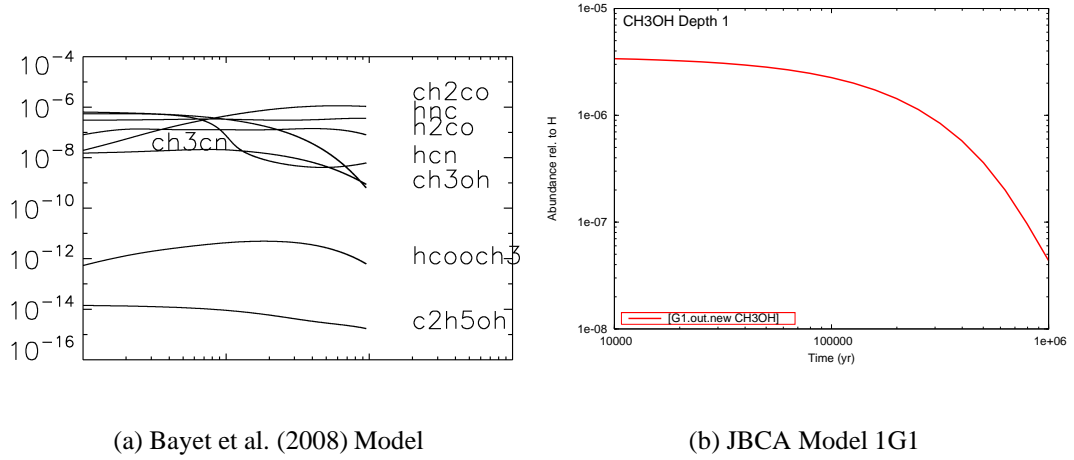 10^-4
10^-6
10^-8
10^-10
10^-12
10^-14
10^-16
ch2co
hnc
h2co
ch3cn
hcn
ch3oh
hcooch3
c2h5oh
(a) Bayet et al. (2008) Model
CH3OH Depth 1
1e-05
1e-06
1e-07
1e-08
Abundance rel. to H
[G1.out.new CH3OH]
10000
100000
1e+06
Time (yr)
(b) JBCA Model 1G1